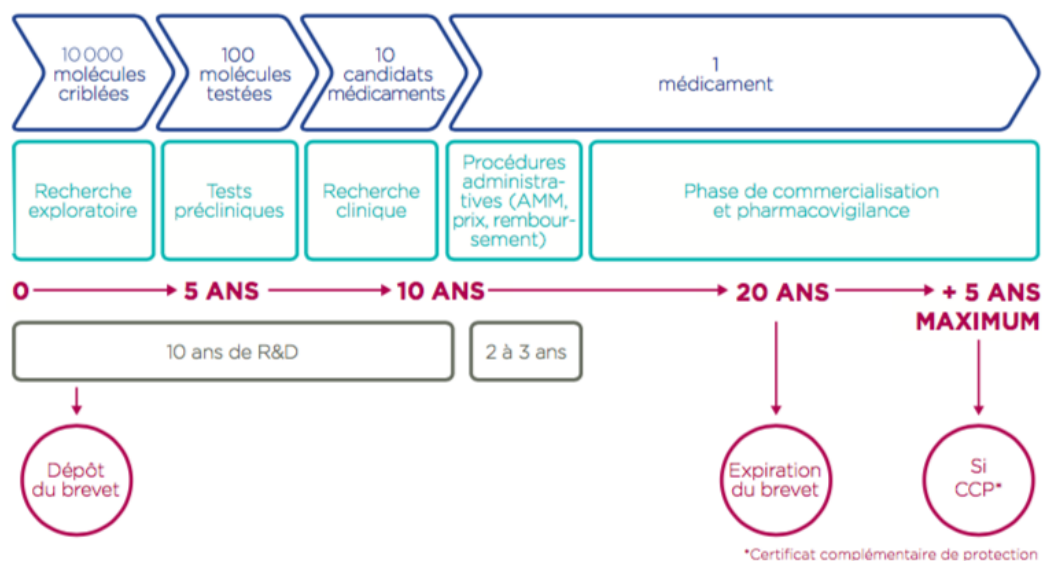 10 000
molécules
criblées
100
molécules
testées
10
candidats
médicaments
1
médicament
Recherche
exploratoire
Tests
précliniques
Recherche
clinique
Procédures
administra-
tives (AMM,
prix, rembour-
sement)
Phase de commercialisation
et pharmacovigilance
0
5 ANS
10 ANS
20 ANS
+ 5 ANS
MAXIMUM
10 ans de R&D
2 à 3 ans
Dépôt
du brevet
Expiration
du brevet
Si
CCP*
*Certificat complémentaire de protection